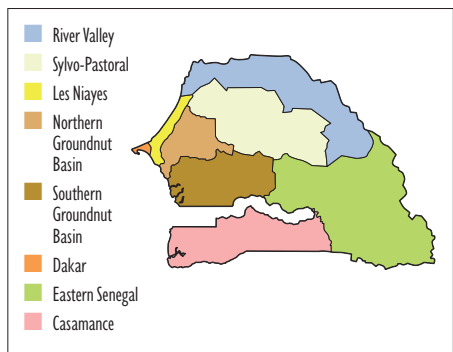 River Valley
Sylvo-Pastoral
Les Niayes
Northern
Groundnut
Basin
Southern
Groundnut
Basin
Dakar
Eastern Senegal
Casamance